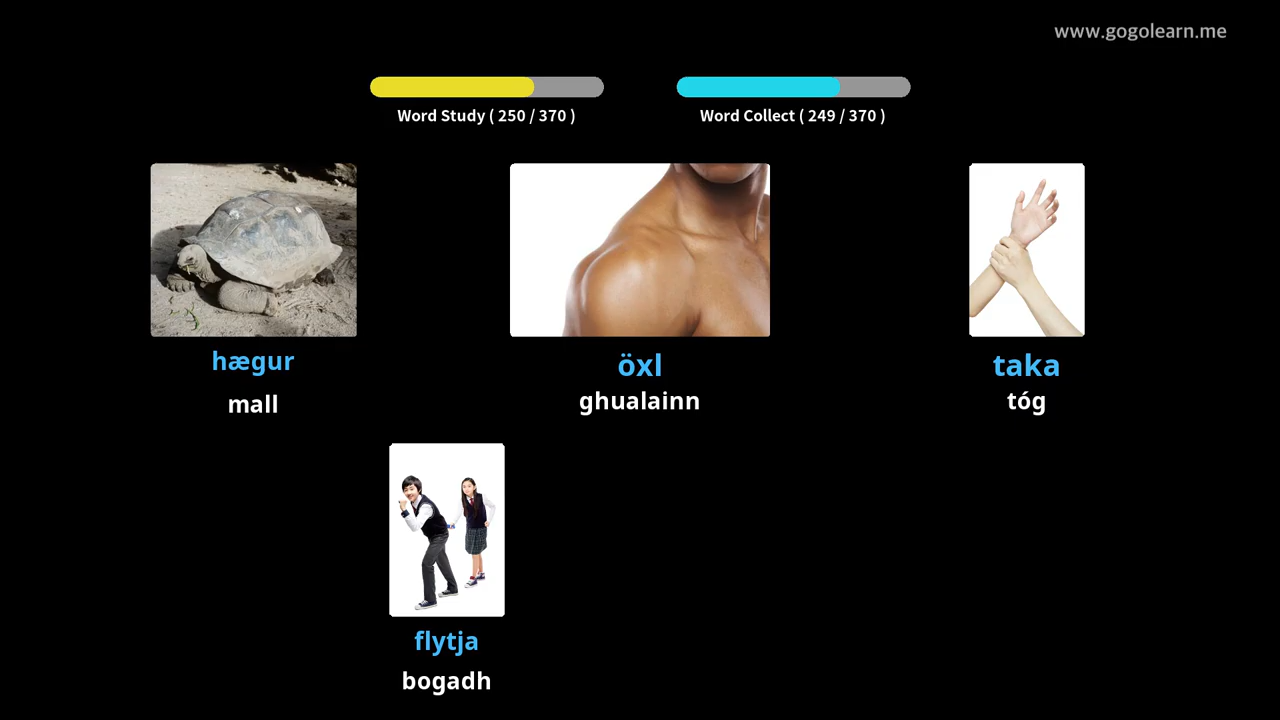 www.gogolearn.me
Word Study ( 250 / 370 )
Word Collect ( 249 / 370 )
hægur
mall
öxl
ghualainn
taka
tóg
flytja
bogadh